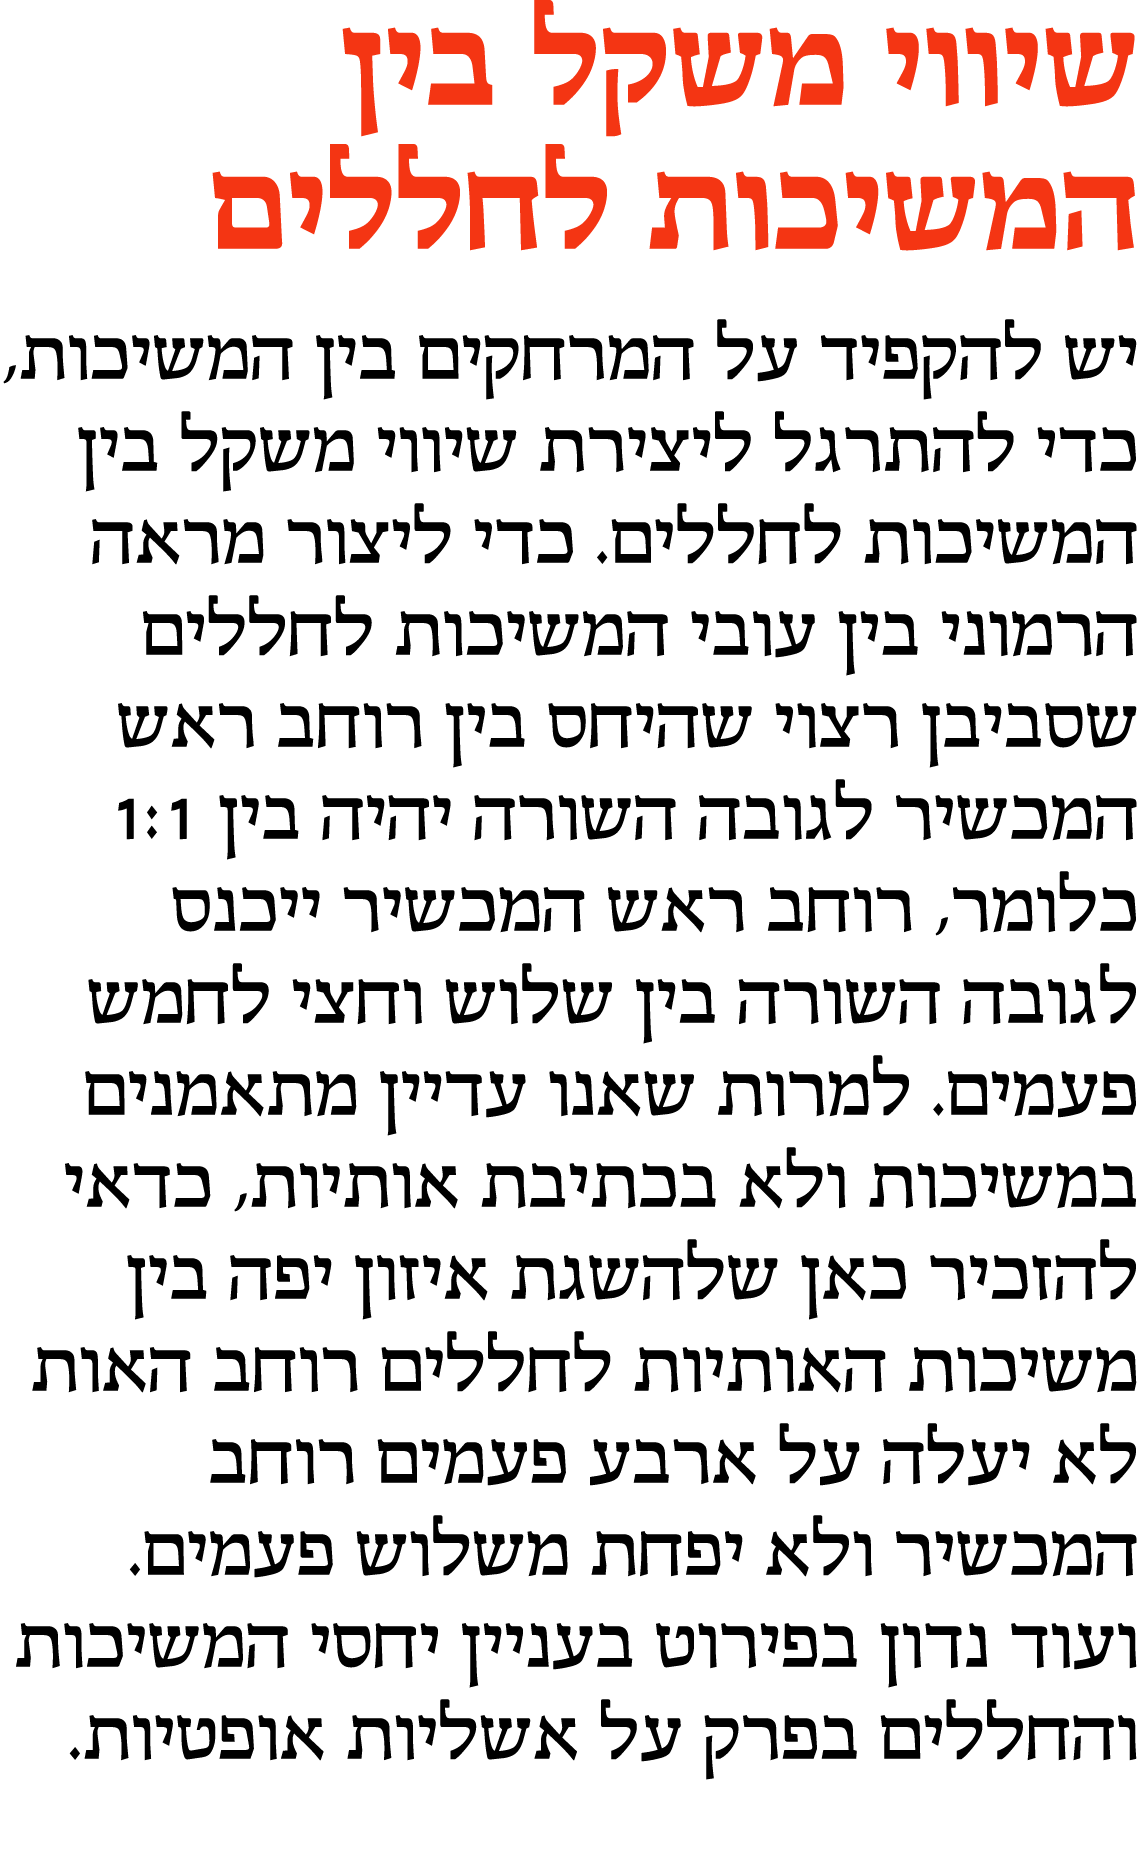 שיווי משקל בין
המשיכות לחללים
יש להקפיד על המרחקים בין המשיכות,
כדי להתרגל ליצירת שיווי משקל בין
המשיכות לחללים. כדי ליצור מראה
הרמוני בין עובי המשיכות לחללים
שסביבן רצוי שהיחס בין רוחב ראש
המכשיר לגובה השורה יהיה בין 1:1
כלומר, רוחב ראש המכשיר ייכנס
לגובה השורה בין שלוש וחצי לחמש
פעמים. למרות שאנו עדיין מתאמנים
במשיכות ולא בכתיבת אותיות, כדאי
להזכיר כאן שלהשגת איזון יפה בין
משיכות האותיות לחללים רוחב האות
לא יעלה על ארבע פעמים רוחב
המכשיר ולא יפחת משלוש פעמים.
ועוד נדון בפירוט בעניין יחסי המשיכות
והחללים בפרק על אשליות אופטיות.